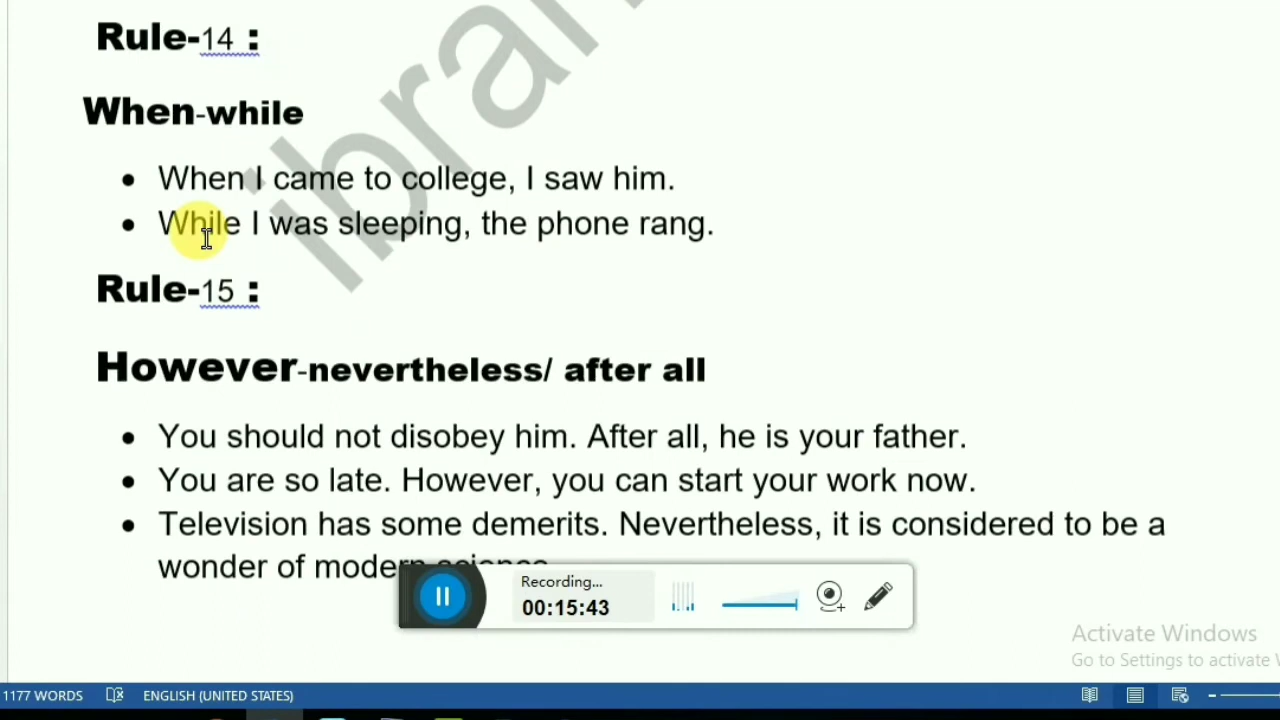 Rule-14 :
When-while
• When I came to college, I saw him.
• While I was sleeping, the phone rang.
Rule-15 :
However-nevertheless/ after all
• You should not disobey him. After all, he is your father.
• You are so late. However, you can start your work now.
• Television has some demerits. Nevertheless, it is considered to be a
wonder of modern science
Recording...
00:15:43
Activate Windows
Go to Settings to activate
1177 WORDS ENGLISH (UNITED STATES)